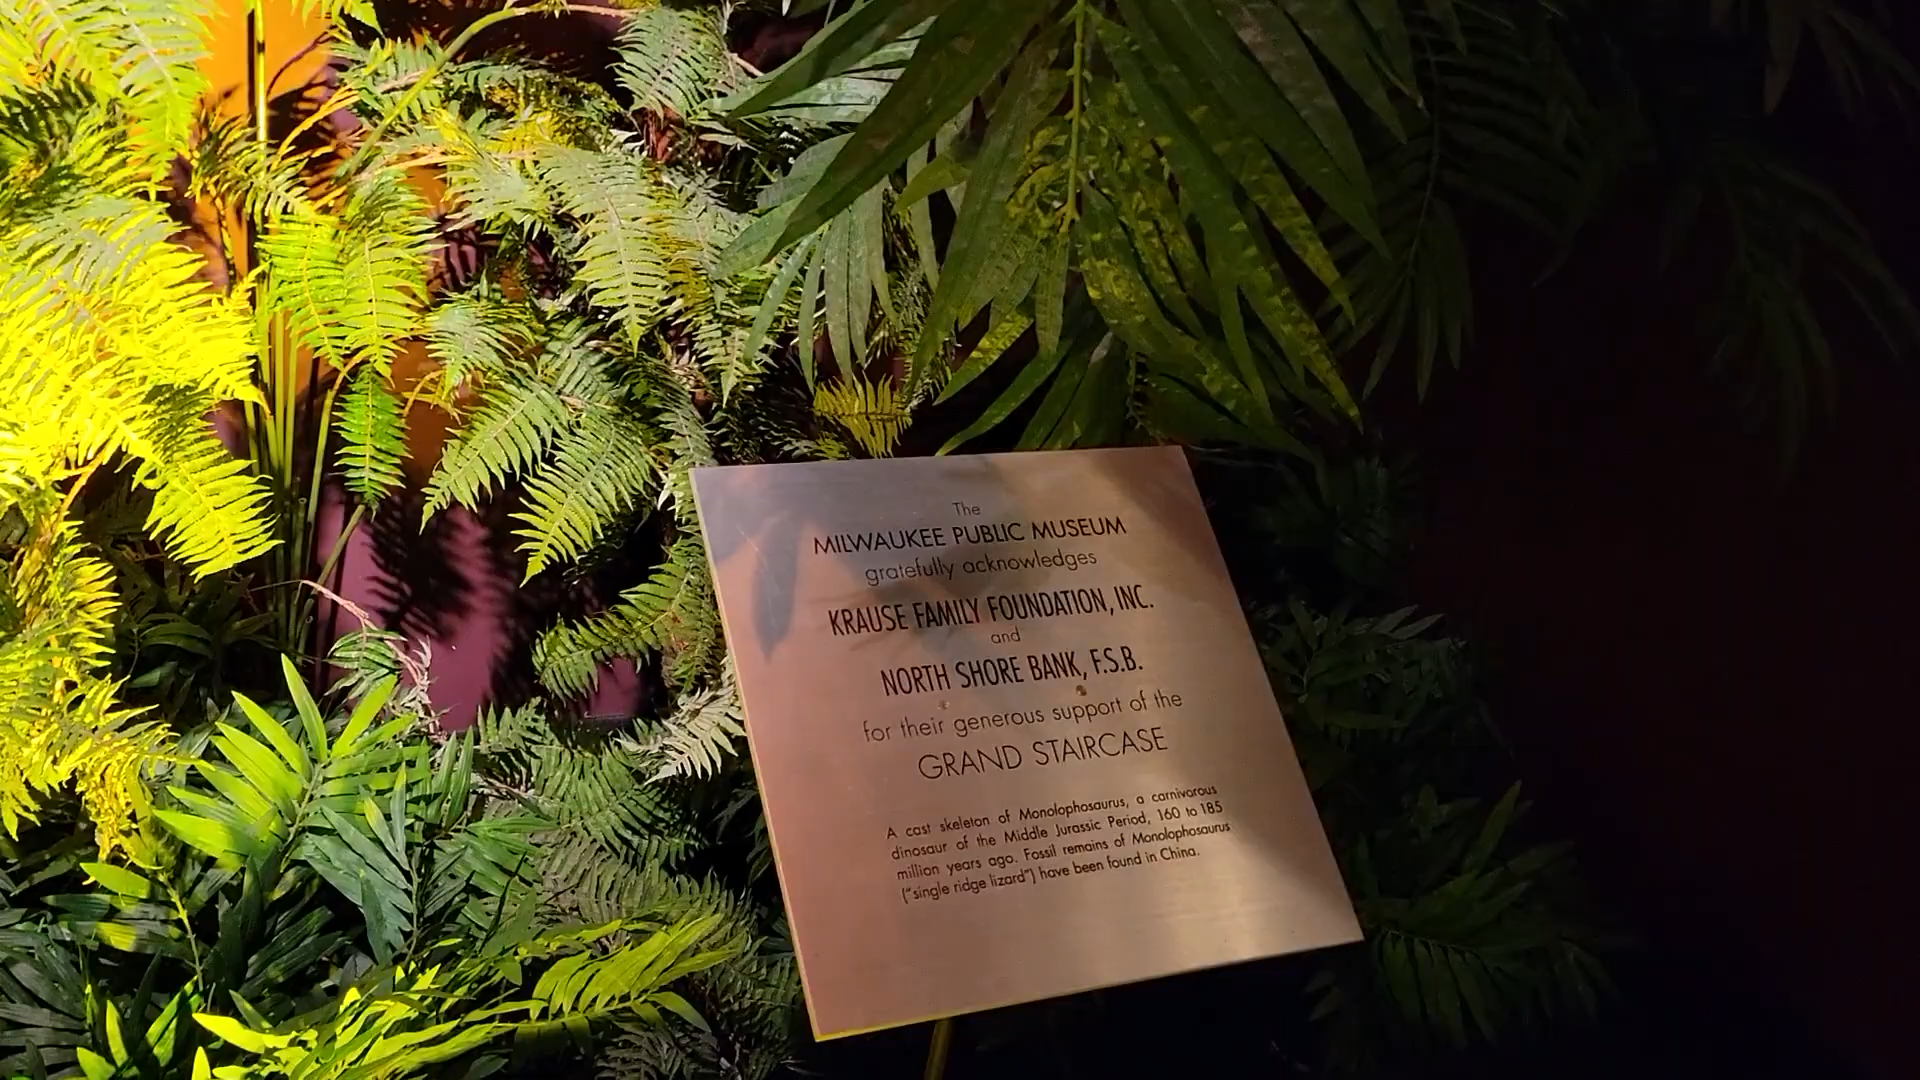 The
MILWAUKEE PUBLIC MUSEUM
gratefully acknowledges
KRAUSE FAMILY FOUNDATION, INC.
and
NORTH SHORE BANK, F.S.B.
for their generous support of the
GRAND STAIRCASE
A cast skeleton of Monolophosaurus, a carnivorous
dinosaur of the Middle Jurassic Period, 160 to 185
million years ago. Fossil remains of Monolophosaurus
("single ridge lizard") have been found in China.